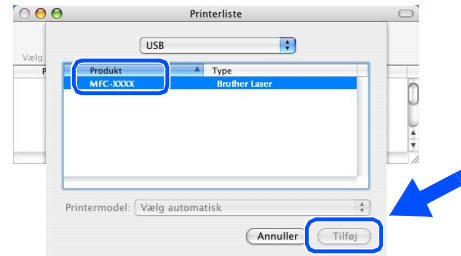 Printerliste
USB
Vælg
P
Produkt Type
MFC-XXXX Brother Laser
Printermodel: Vælg automatisk
Annuller Tilføj